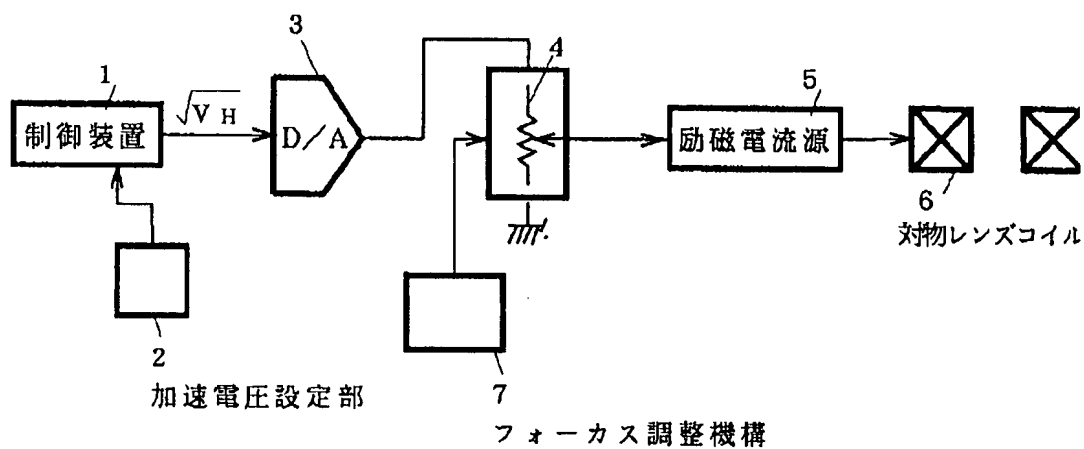 1
制御装置
√V H
3
D/A
4
5
励磁電流源
6
対物レンズコイル
2
加速電圧設定部
7
フォーカス調整機構